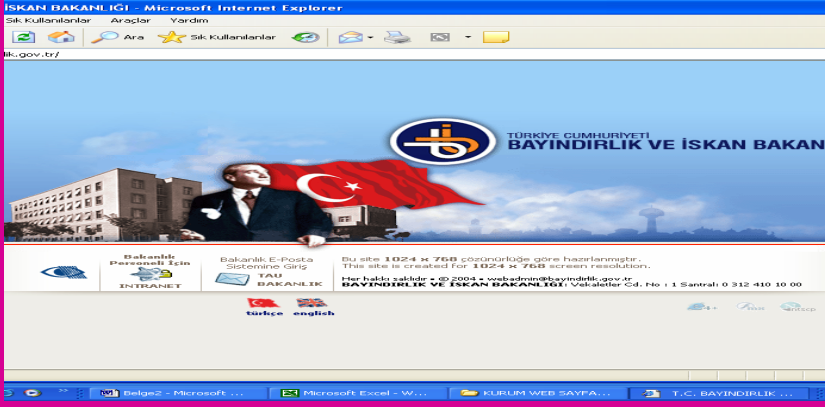 İSKAN BAKANLIĞI - Microsoft Internet Explorer
Sık Kullanılanlar Araçlar Yardım
Ara Sık Kullanılanlar
lik.gov.tr/
TÜRKİYE CUMHURİYETİ
BAYINDIRLIK VE İSKAN BAKAN
Bakanlık
Personeli İçin
INTRANET
Bakanlık E-Posta
Sistemine Giriş
TAU
BAKANLIK
Bu site 1024 x 768 çözünürlüğe göre hazırlanmıştır.
This site is created for 1024 x 768 screen resolution.
Her hakkı saklıdır • © 2004 • webadmin@bayindirlik.gov.tr
BAYINDIRLIK VE İSKAN BAKANLIĞI: Vekaletler Cd. No : 1 Santral: 0 312 410 10 00
türkçe english
Belge2 - Microsoft ... Microsoft Excel - W... KURUM WEB SAYFA... T.C. BAYINDIRLIK ...